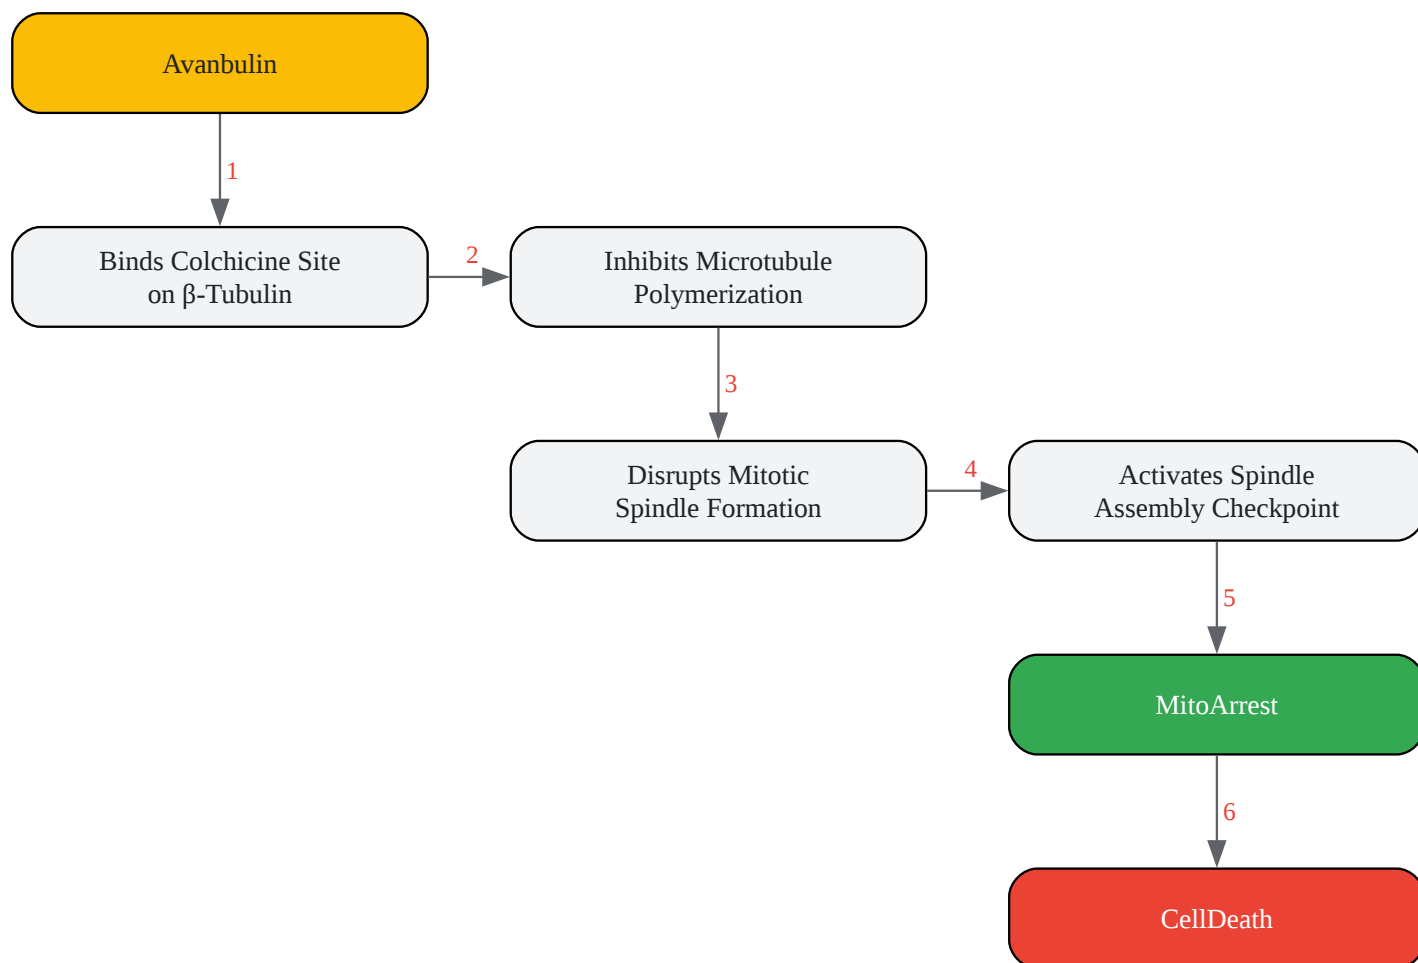 Avanbulin
1
Binds Colchicine Site
on β-Tubulin
2
Inhibits Microtubule
Polymerization
3
Disrupts Mitotic
Spindle Formation
4
Activates Spindle
Assembly Checkpoint
5
MitoArrest
6
CellDeath